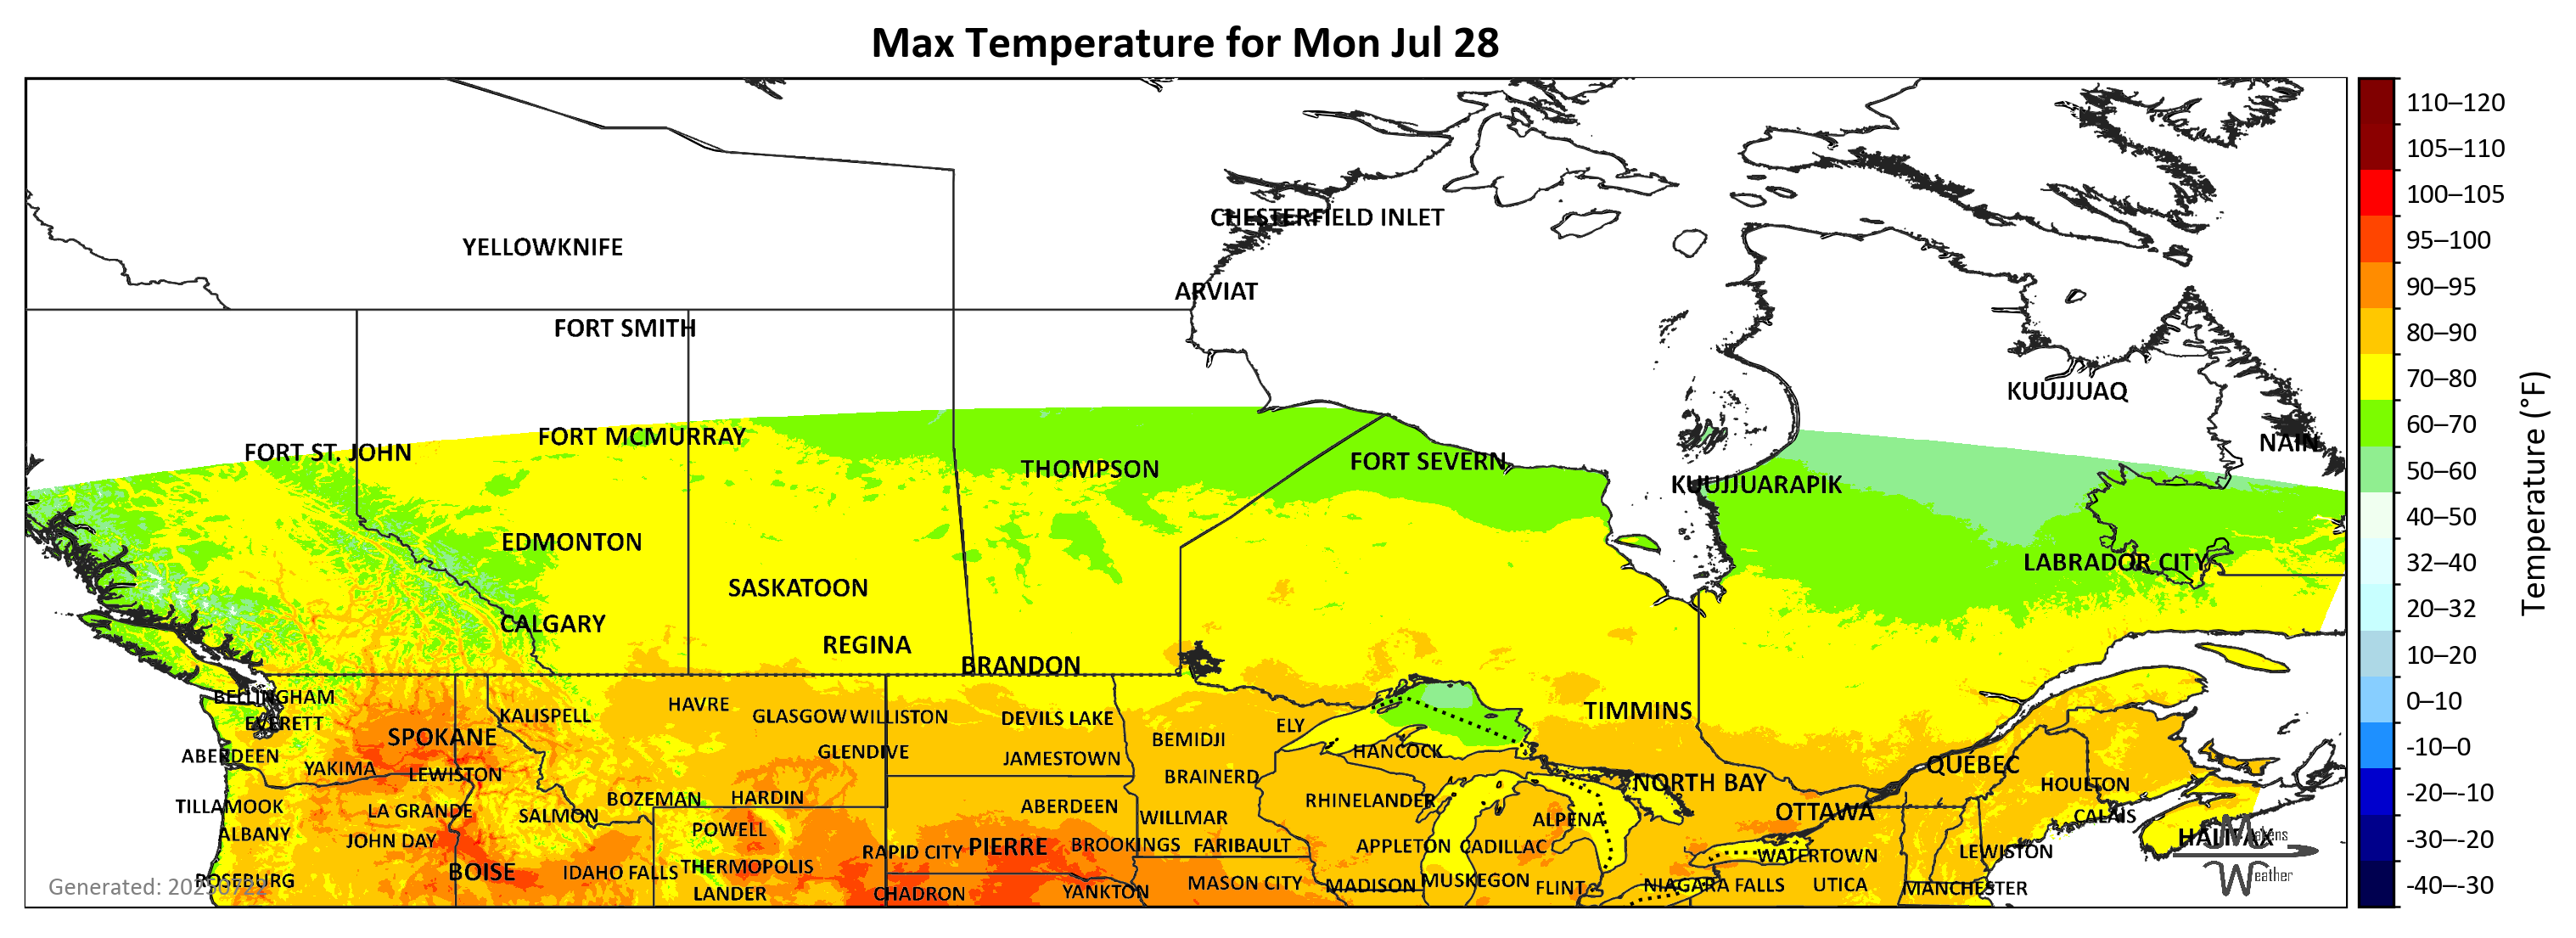 Max Temperature for Mon Jul 28
CHESTERFIELD INLET
YELLOWKNIFE
ARVIAT
FORT SMITH
KUUJJUAQ
FORT MCMURRAY
NAIN
FORT ST. JOHN
FORT SEVERN
THOMPSON
KUUJJUARAPIK
EDMONTON
LABRADOR CITY
SASKATOON
CALGARY
REGINA
BRANDON
BELLINGHAM
HAVRE
TIMMINS
KALISPELL
GLASGOW WILLISTON
DEVILS LAKE
EVERETT
ELY
SPOKANE
BEMIDJI
GLENDIVE
HANCOCK
ABERDEEN
JAMESTOWN
QUÉBEC
YAKIMA
LEWISTON
BRAINERD
NORTH BAY
HOULTON
BOZEMAN
HARDIN
RHINELANDER
TILLAMOOK
ABERDEEN
LA GRANDE
SALMON
WILLMAR
ALPENA
OTTAWA
CALAIS
POWELL
ALBANY
HALIFAX
JOHN DAY
PIERRE
BROOKINGS
FARIBAULT
APPLETON
CADILLAC
RAPID CITY
LEWISTON
WATERTOWN
THERMOPOLIS
BOISE
IDAHO FALLS
ROSEBURG
MUSKEGON
MASON CITY
MADISON
FLINT
NIAGARA FALLS
UTICA
MANCHESTER
LANDER
CHADRON
YANKTON
Matens
Weather
110–120
105–110
100–105
95–100
90–95
80–90
70–80
60–70
50–60
40–50
32–40
20–32
10–20
0–10
-10–0
-20–-10
-30–-20
-40–-30
Temperature (°F)
Generated: